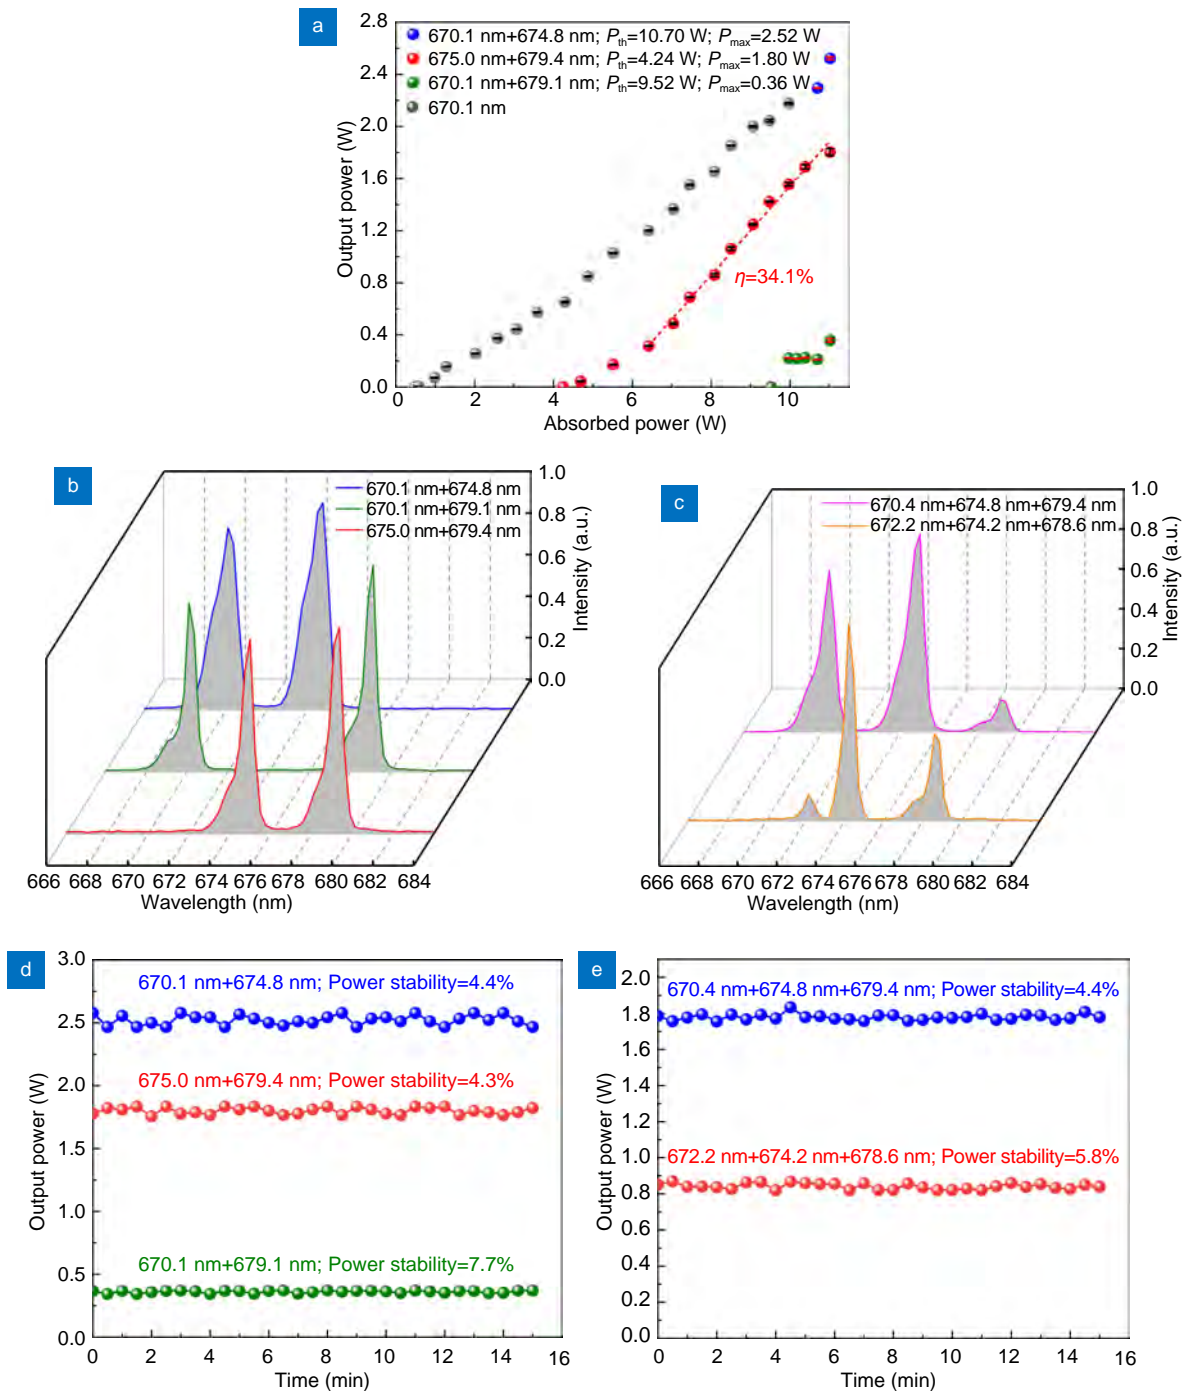 a
2.8
2.4
2.0
1.6
1.2
0.8
0.4
0.0
Output power (W)
670.1 nm+674.8 nm; Pth=10.70 W; Pmax=2.52 W
675.0 nm+679.4 nm; Pth=4.24 W; Pmax=1.80 W
670.1 nm+679.1 nm; Pth=9.52 W; Pmax=0.36 W
670.1 nm
η=34.1%
0 2 4 6 8 10
Absorbed power (W)
b
670.1 nm+674.8 nm
670.1 nm+679.1 nm
675.0 nm+679.4 nm
1.0
0.8
0.6
0.4
0.2
0.0
Intensity (a.u.)
666 668 670 672 674 676 678 680 682 684
Wavelength (nm)
c
670.4 nm+674.8 nm+679.4 nm
672.2 nm+674.2 nm+678.6 nm
1.0
0.8
0.6
0.4
0.2
0.0
Intensity (a.u.)
666 668 670 672 674 676 678 680 682 684
Wavelength (nm)
d
3.0
2.5
2.0
1.5
1.0
0.5
0.0
Output power (W)
670.1 nm+674.8 nm; Power stability=4.4%
675.0 nm+679.4 nm; Power stability=4.3%
670.1 nm+679.1 nm; Power stability=7.7%
0 2 4 6 8 10 12 14 16
Time (min)
e
2.0
1.8
1.6
1.4
1.2
1.0
0.8
0.6
0.4
0.2
0.0
Output power (W)
670.4 nm+674.8 nm+679.4 nm; Power stability=4.4%
672.2 nm+674.2 nm+678.6 nm; Power stability=5.8%
0 2 4 6 8 10 12 14 16
Time (min)